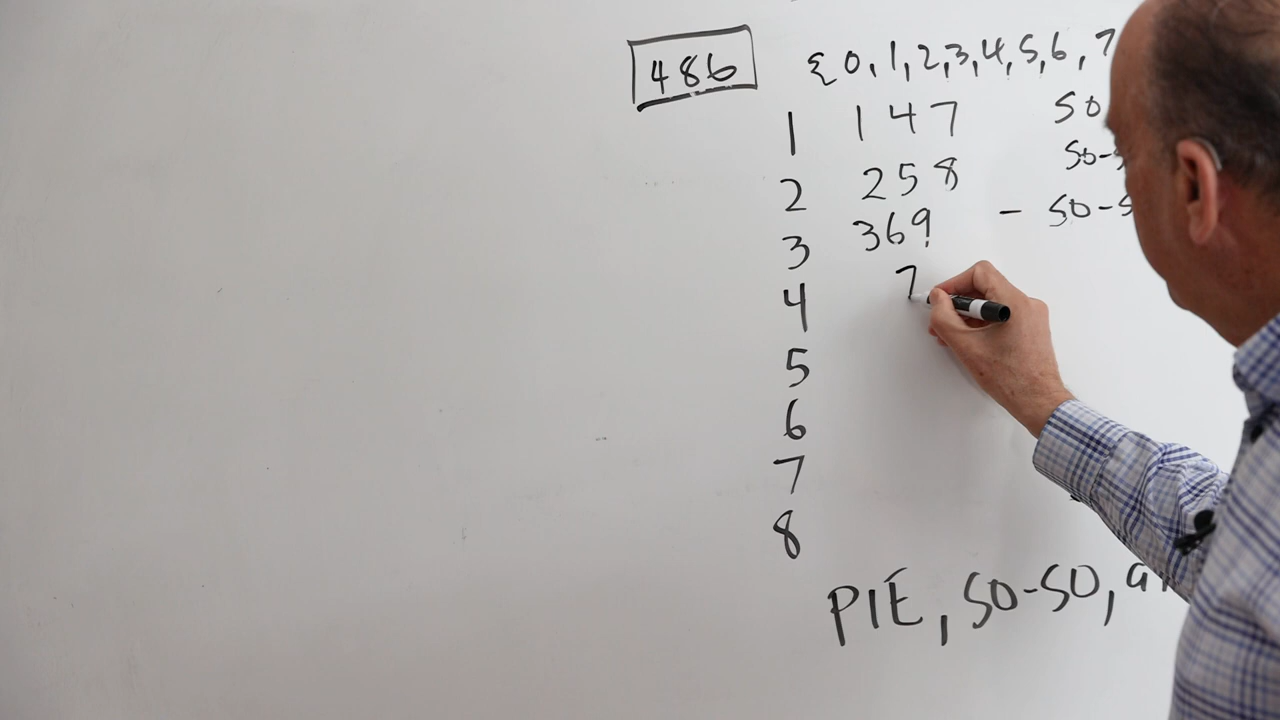 486 {0,1,2,3,4,5,6,7
1 147 SO
2 258 SO-
3 369 - SO-S
4 7
5
6
7
8
PIE, SO-SO,